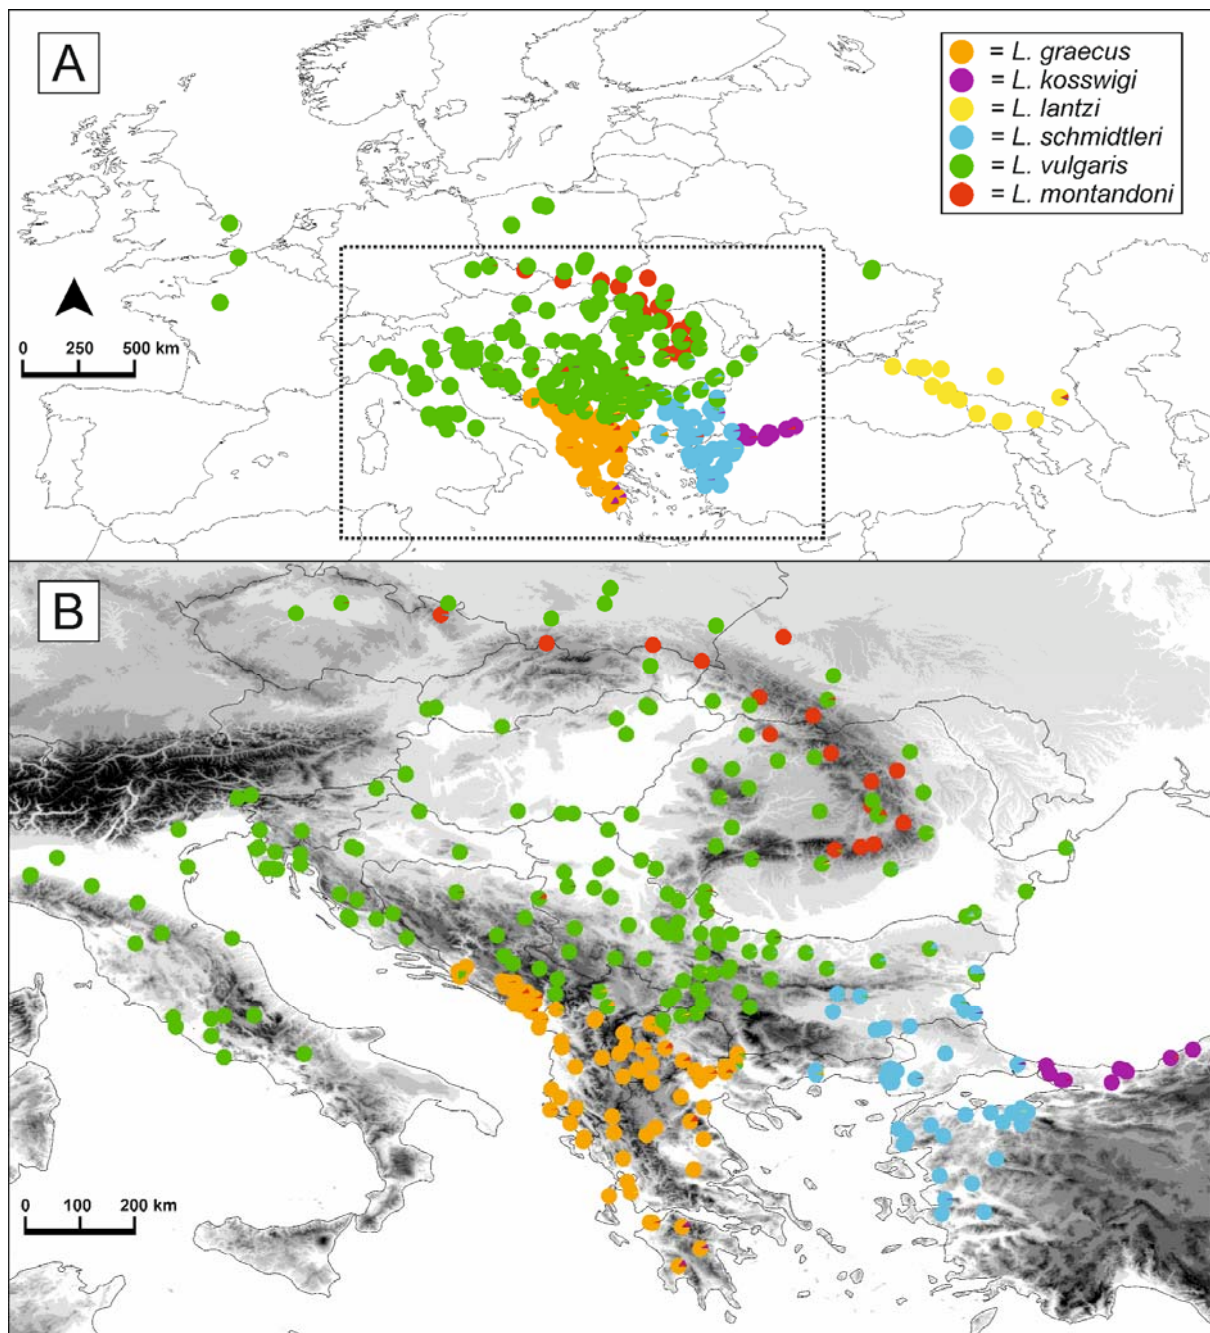 A
= L. graecus
= L. kosswigi
= L. lantzi
= L. schmidtleri
= L. vulgaris
= L. montandoni
0 250 500 km
B
0 100 200 km